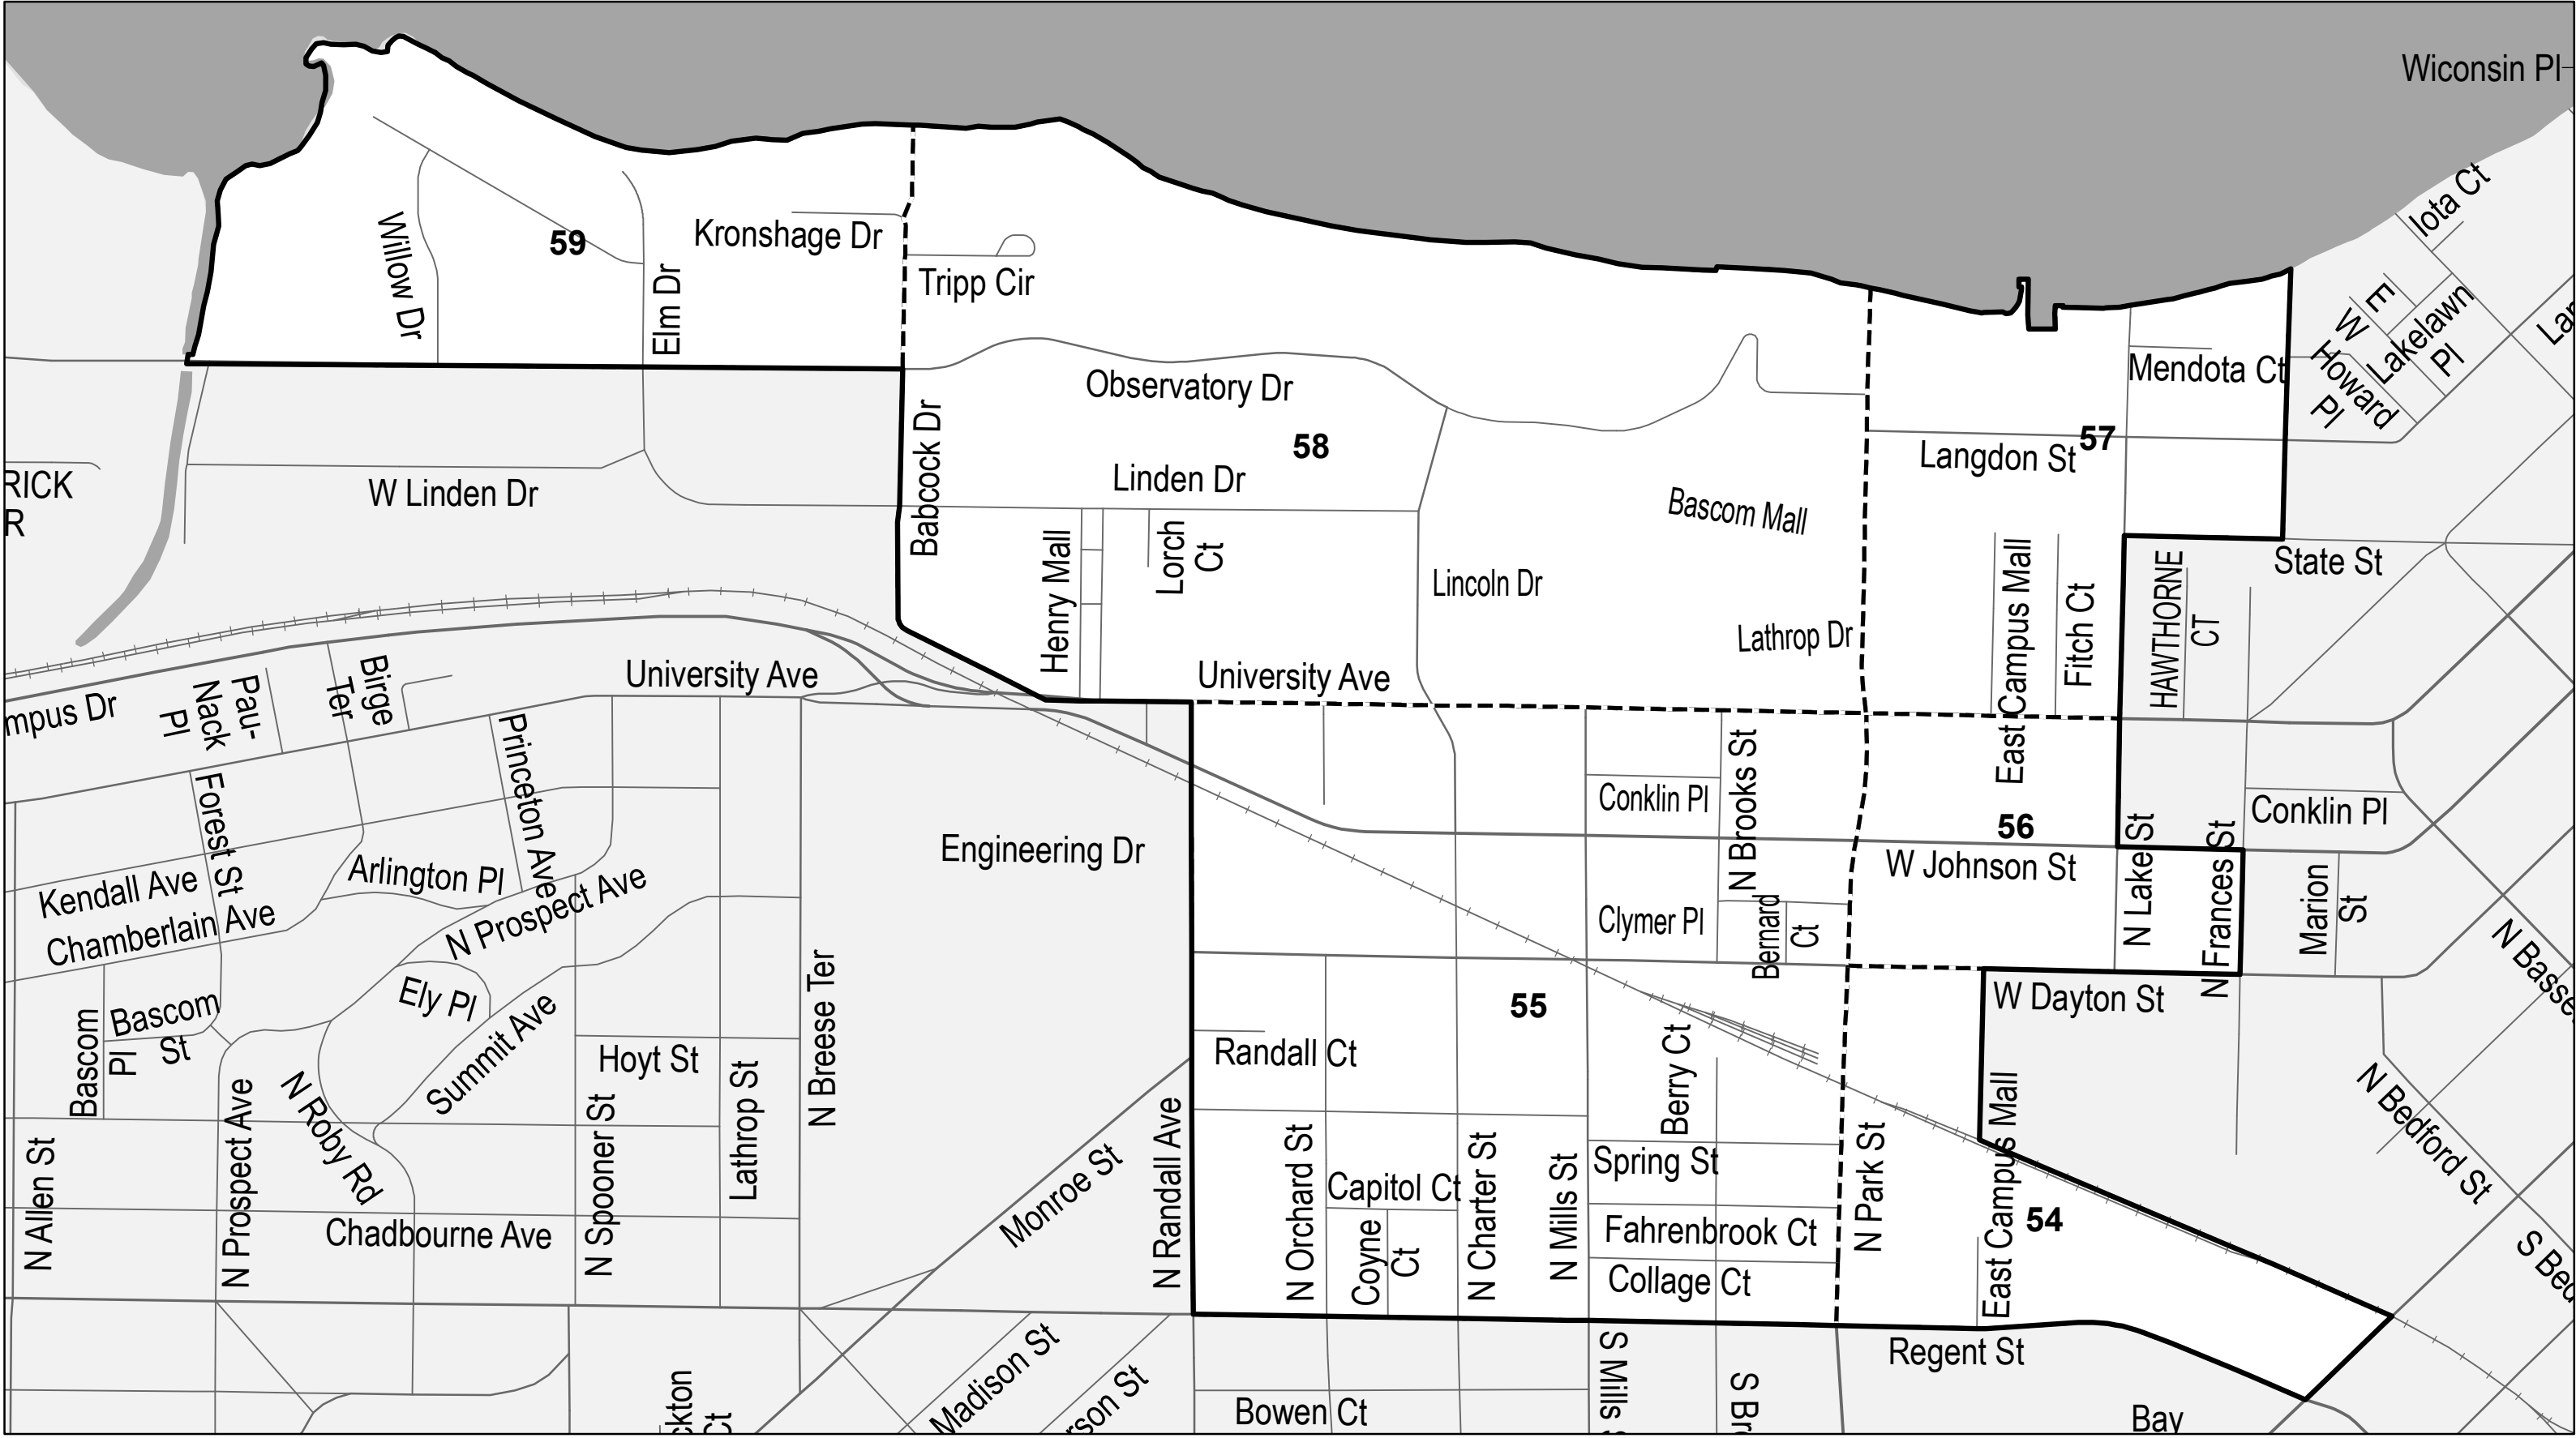 Wiconsin Pl
Iota Ct
E
W
Lakelawn
Pl
Howard
Pl
59
Willow Dr
Kronshage Dr
Elm Dr
Tripp Cir
Mendota Ct
Observatory Dr
58
57
Langdon St
Babcock Dr
Linden Dr
W Linden Dr
RICK
R
Bascom Mall
Henry Mall
Lorch
Ct
Lincoln Dr
Lathrop Dr
East Campus Mall
Fitch Ct
HAWTHORNE
CT
State St
University Ave
University Ave
mpus Dr
Pau-
Nack
Pl
Birge
Ter
Princeton Ave
Forest St
Conklin Pl
N Brooks St
56
W Johnson St
N Lake St
N Frances St
Conklin Pl
Marion
St
Engineering Dr
Kendall Ave
Chamberlain Ave
Arlington Pl
N Prospect Ave
Clymer Pl
Bernard
Ct
N Breese Ter
Ely Pl
Summit Ave
Bascom
Pl
Bascom
St
Hoyt St
Lathrop St
N Spooner St
N Roby Rd
N Prospect Ave
N Allen St
Chadbourne Ave
Monroe St
N Randall Ave
55
Randall Ct
N Orchard St
Capitol Ct
Coyne
Ct
N Charter St
N Mills St
Berry Ct
Spring St
Fahrenbrook Ct
Collage Ct
N Park St
W Dayton St
East Campus Mall
54
N Basse
N Bedford St
S Bed
Regent St
Madison St
rson St
ckton
Ct
Bowen Ct
S Mills S
S Br
Bay